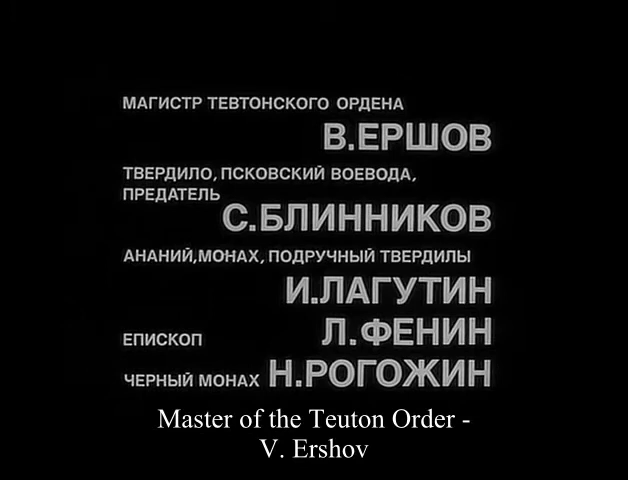 МАГИСТР ТЕВТОНСКОГО ОРДЕНА
В.ЕРШОВ
ТВЕРДИЛО, ПСКОВСКИЙ ВОЕВОДА,
ПРЕДАТЕЛЬ
С.БЛИННИКОВ
АНАНИЙ, МОНАХ, ПОДРУЧНЫЙ ТВЕРДИЛЫ
И.ЛАГУТИН
ЕПИСКОП Л.ФЕНИН
ЧЕРНЫЙ МОНАХ Н.РОГОЖИН
Master of the Teuton Order -
V. Ershov